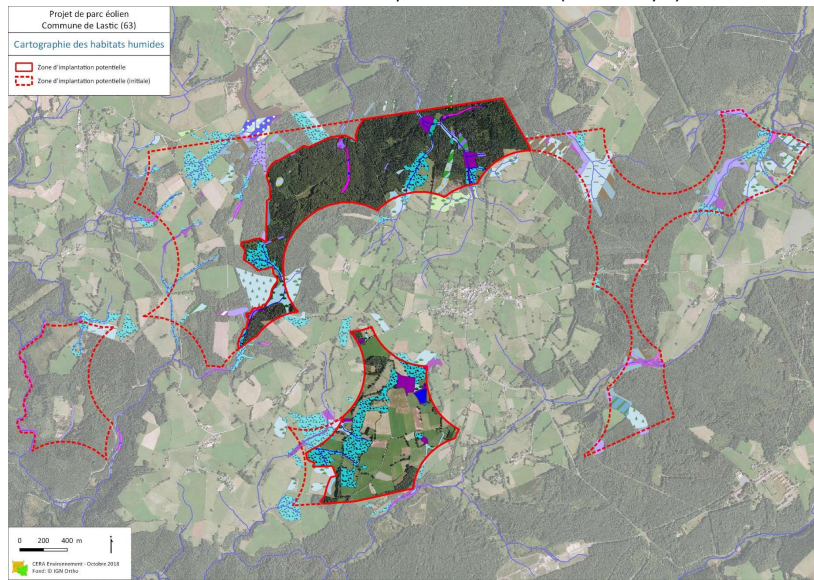 Projet de parc éolien
Commune de Lastic (63)
Cartographie des habitats humides
Zone d'implantation potentielle
Zone d'implantation potentielle (initiale)
0 200 400 m
CERA Environnement - Octobre 2018
Fond: © IGN Ortho